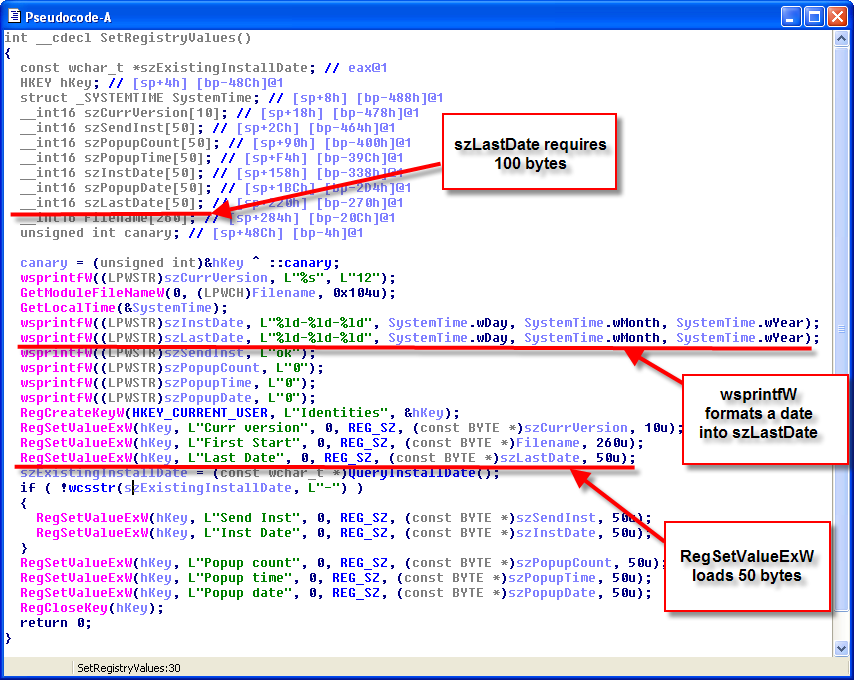 Pseudocode-A
int __cdecl SetRegistryValues()
{
const wchar_t *szExistingInstallDate; // eax@1
HKEY hKey; // [sp+4h] [bp-48Ch]@1
struct _SYSTEMTIME SystemTime; // [sp+8h] [bp-488h]@1
__int16 szCurrVersion[10]; // [sp+18h] [bp-478h]@1
__int16 szSendInst[50]; // [sp+2Ch] [bp-464h]@1
__int16 szPopupCount[50]; // [sp+90h] [bp-400h]@1
__int16 szPopupTime[50]; // [sp+F4h] [bp-39Ch]@1
__int16 szInstDate[50]; // [sp+158h] [bp-338h]@1
__int16 szPopupDate[50]; // [sp+1BCh] [bp-2D4h]@1
__int16 szLastDate[50]; // [sp+220h] [bp-270h]@1
__int16 Filename[260]; // [sp+284h] [bp-20Ch]@1
unsigned int canary; // [sp+48Ch] [bp-4h]@1
szLastDate requires
100 bytes
canary = (unsigned int)&hKey ^ ::canary;
wsprintfW((LPWSTR)szCurrVersion, L"%s", L"12");
GetModuleFileNameW(0, (LPWCH)Filename, 0x104u);
GetLocalTime(&SystemTime);
wsprintfW((LPWSTR)szInstDate, L"%ld-%ld-%ld", SystemTime.wDay, SystemTime.wMonth, SystemTime.wYear);
wsprintfW((LPWSTR)szLastDate, L"%ld-%ld-%ld", SystemTime.wDay, SystemTime.wMonth, SystemTime.wYear);
wsprintfW((LPWSTR)szSendInst, L"ok");
wsprintfW((LPWSTR)szPopupCount, L"0");
wsprintfW((LPWSTR)szPopupTime, L"0");
wsprintfW((LPWSTR)szPopupDate, L"0");
RegCreateKeyW(HKEY_CURRENT_USER, L"Identities", &hKey);
RegSetValueExW(hKey, L"Curr version", 0, REG_SZ, (const BYTE *)szCurrVersion, 10u);
RegSetValueExW(hKey, L"First Start", 0, REG_SZ, (const BYTE *)Filename, 260u);
RegSetValueExW(hKey, L"Last Date", 0, REG_SZ, (const BYTE *)szLastDate, 50u);
wsprintfW
formats a date
into szLastDate
szExistingInstallDate = (const wchar_t *)QueryInstallDate();
if ( !wcsstr(szExistingInstallDate, L"-") )
{
RegSetValueExW(hKey, L"Send Inst", 0, REG_SZ, (const BYTE *)szSendInst, 50u);
RegSetValueExW(hKey, L"Inst Date", 0, REG_SZ, (const BYTE *)szInstDate, 50u);
}
RegSetValueExW(hKey, L"Popup count", 0, REG_SZ, (const BYTE *)szPopupCount, 50u);
RegSetValueExW(hKey, L"Popup time", 0, REG_SZ, (const BYTE *)szPopupTime, 50u);
RegSetValueExW(hKey, L"Popup date", 0, REG_SZ, (const BYTE *)szPopupDate, 50u);
RegCloseKey(hKey);
return 0;
}
RegSetValueExW
loads 50 bytes
SetRegistryValues:30